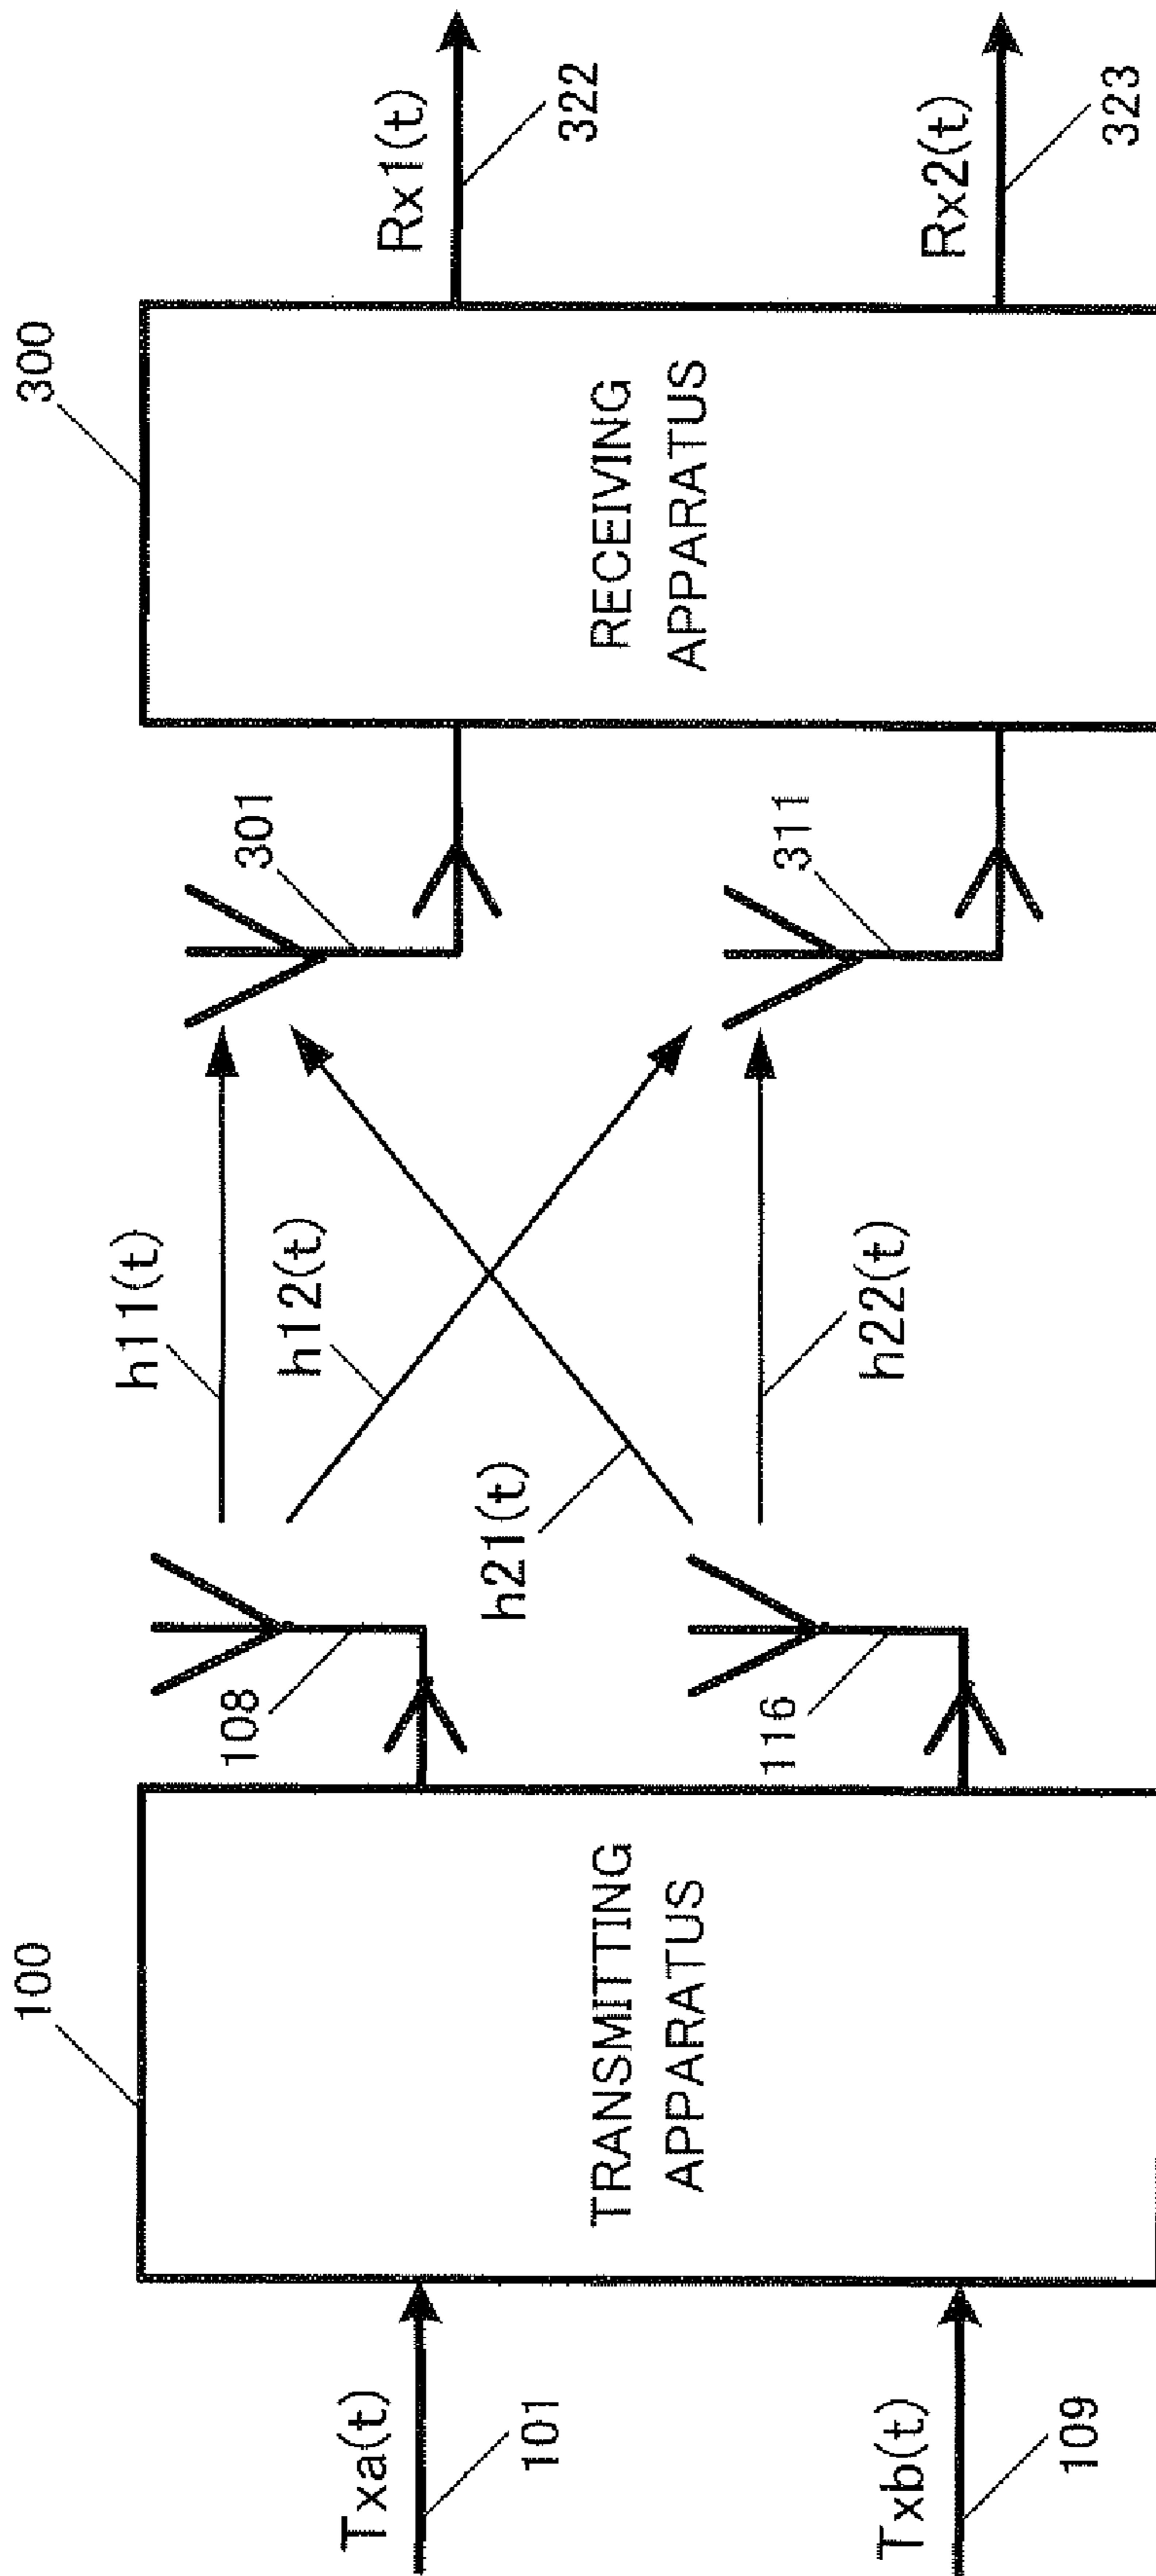 100
300
Txa(t)
101
Txb(t)
109
TRANSMITTING
APPARATUS
108
116
h11(t)
h12(t)
h21(t)
h22(t)
301
311
RECEIVING
APPARATUS
Rx1(t)
322
Rx2(t)
323